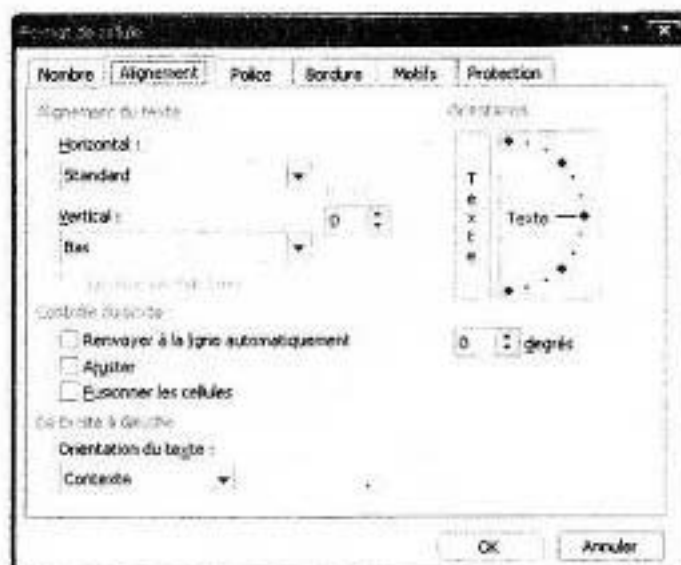 Format de cellule
Nombre Alignement Police Bordure Motifs Protection
Alignement du texte
Orientation
Horizontal :
Standard
Vertical :
0
Bas
Texte
Texte
Contrôle du texte
Renvoyer à la ligne automatiquement
0 degrés
Ajuster
Fusionner les cellules
De droite à Gauche
Orientation du texte :
Contexte
OK Annuler